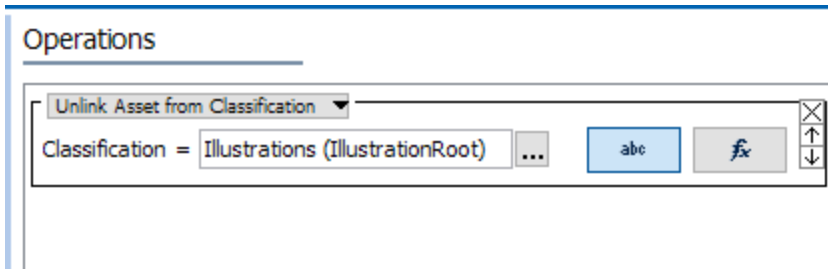 Operations
Unlink Asset from Classification
Classification = Illustrations (IllustrationRoot) ... abc fx